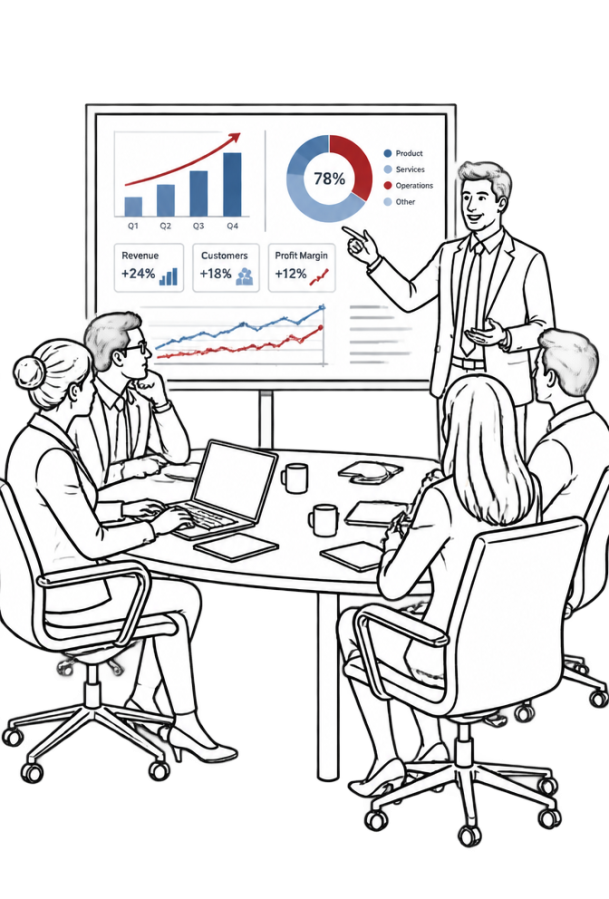 Q1 Q2 Q3 Q4
78%
Product
Services
Operations
Other
Revenue
+24%
Customers
+18%
Profit Margin
+12%